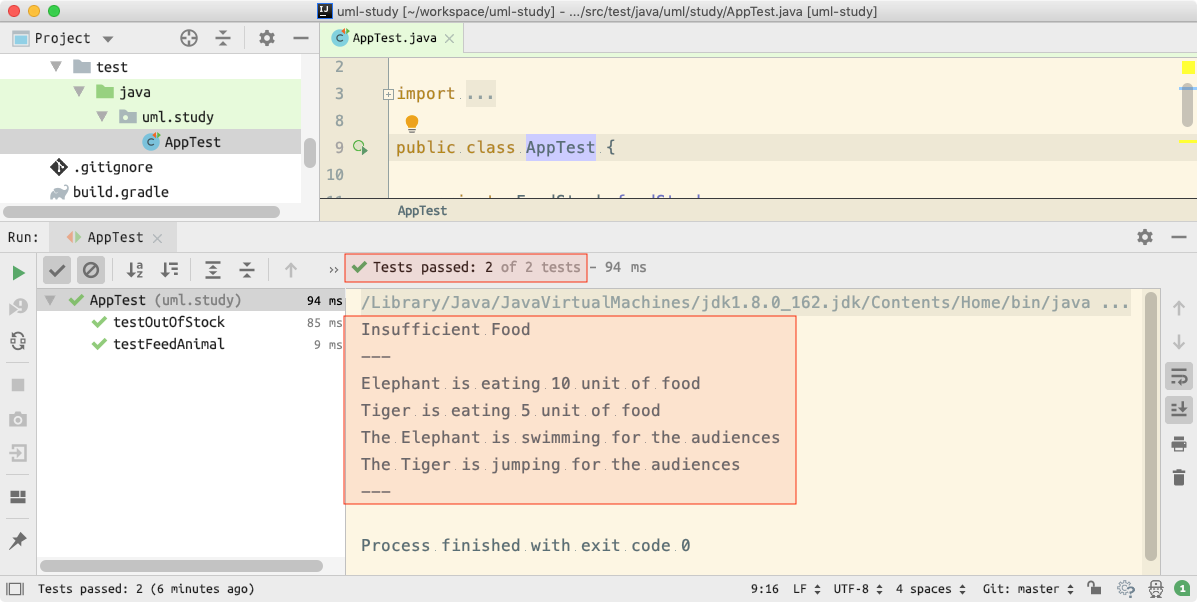 uml-study [~/workspace/uml-study] - .../src/test/java/uml/study/AppTest.java [uml-study]
Project
AppTest.java
test
java
uml.study
AppTest
.gitignore
build.gradle
2
3 import ...
8
9 public class AppTest {
10
AppTest
Run: AppTest
Tests passed: 2 of 2 tests – 94 ms
AppTest (uml.study) 94 ms
testOutOfStock 85 ms
testFeedAnimal 9 ms
/Library/Java/JavaVirtualMachines/jdk1.8.0_162.jdk/Contents/Home/bin/java ...
Insufficient Food
---
Elephant is eating 10 unit of food
Tiger is eating 5 unit of food
The Elephant is swimming for the audiences
The Tiger is jumping for the audiences
---
Process finished with exit code 0
Tests passed: 2 (6 minutes ago) 9:16 LF UTF-8 4 spaces Git: master 1